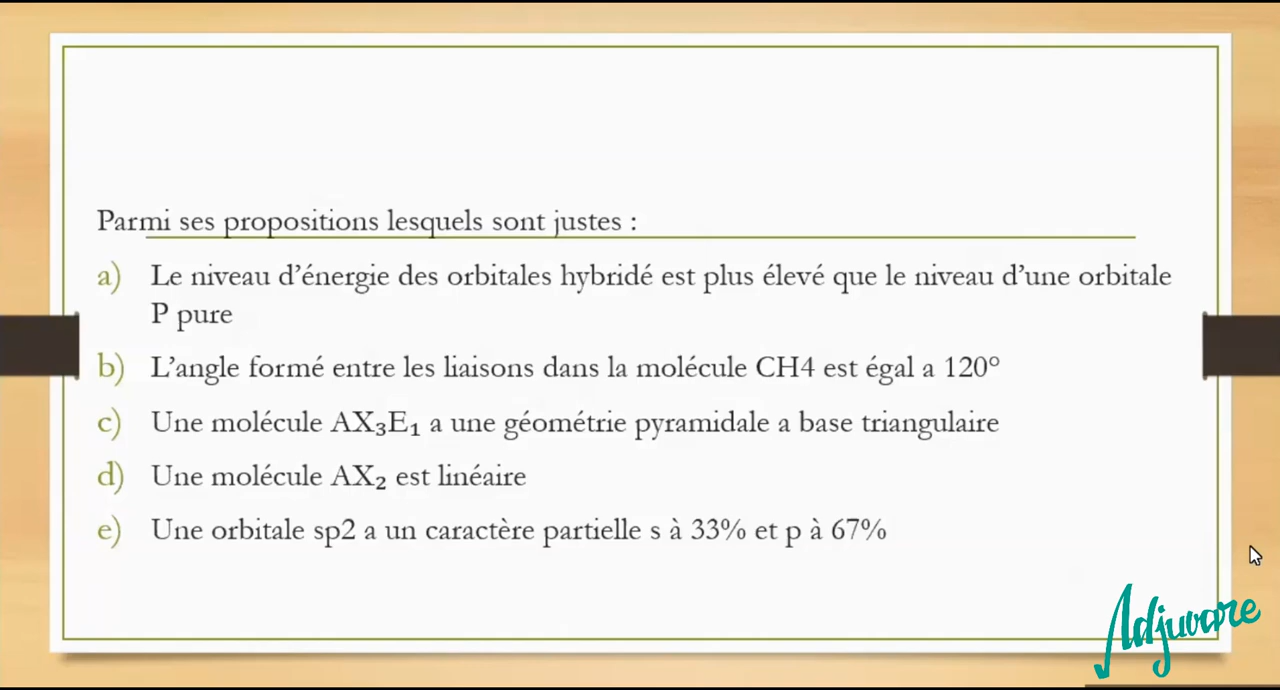 Parmi ses propositions lesquels sont justes :
a) Le niveau d’énergie des orbitales hybridé est plus élevé que le niveau d’une orbitale
P pure
b) L’angle formé entre les liaisons dans la molécule CH4 est égal a 120°
c) Une molécule AX₃E₁ a une géométrie pyramidale a base triangulaire
d) Une molécule AX₂ est linéaire
e) Une orbitale sp2 a un caractère partielle s à 33% et p à 67%
Adjuvare